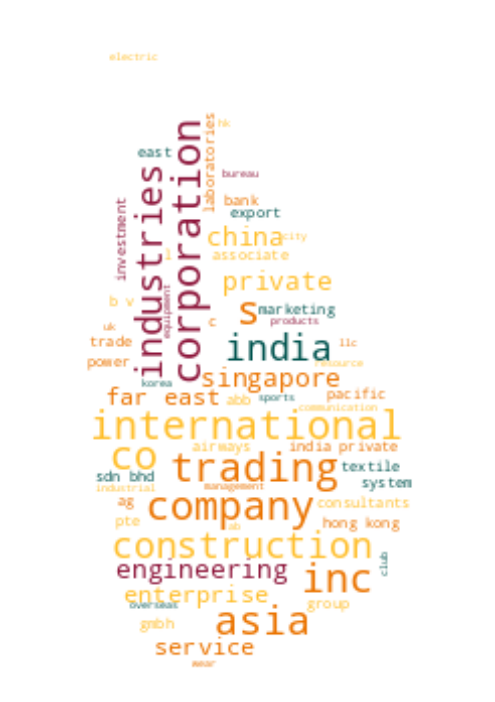 electric
hk
laboratories
corporation
east
industries
bureau
investment
bank
export
china
city
associate
private
b v
equipment
s
marketing
c
products
uk
trade
india
llc
power
resource
singapore
korea
far east
abb
sports
pacific
communication
international
airways
india private
co
trading
textile
sdn bhd
system
industrial
management
ag
company
consultants
pte
ab
hong kong
construction
club
engineering
inc
enterprise
overseas
group
gmbh
asia
service
wear